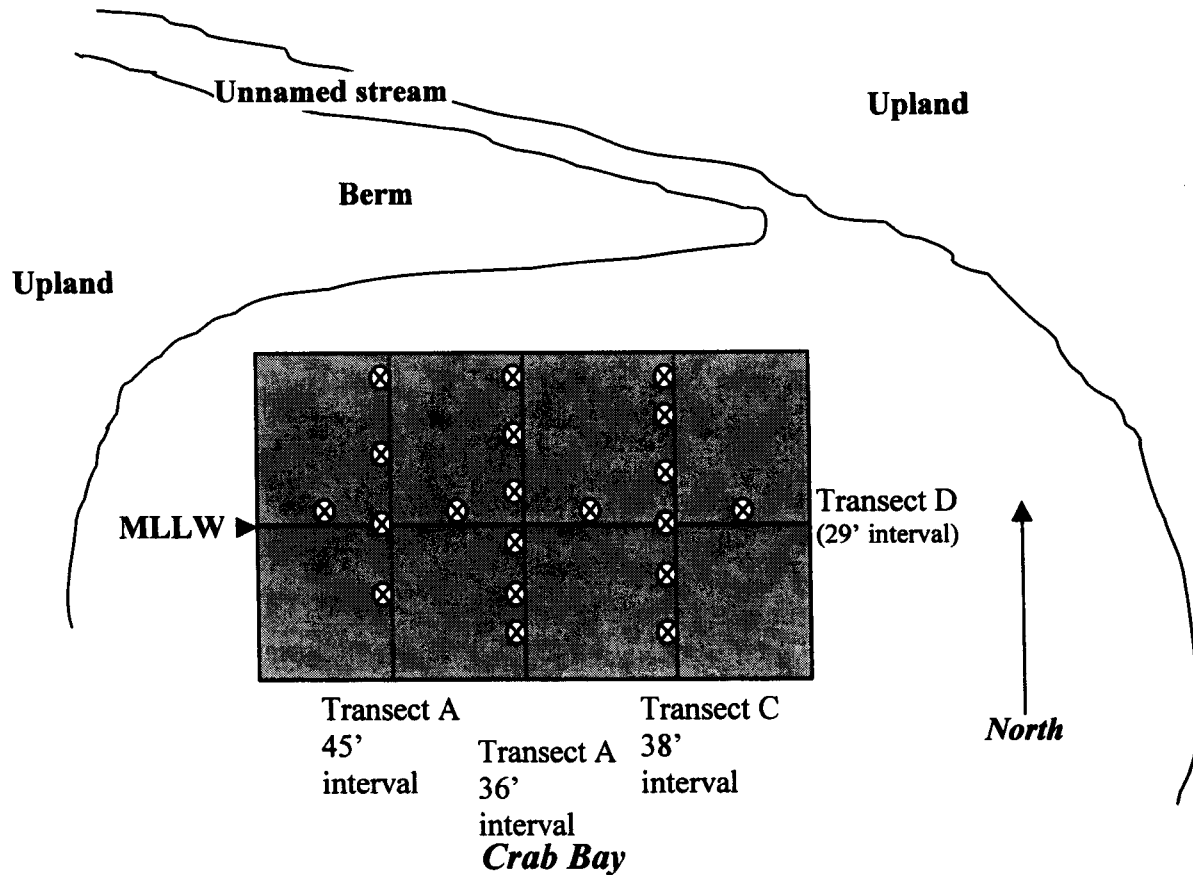 Unnamed stream
Upland
Berm
Upland
MLLW
Transect D
(29' interval)
Transect A
45'
interval
Transect A
36'
interval
Transect C
38'
interval
North
Crab Bay